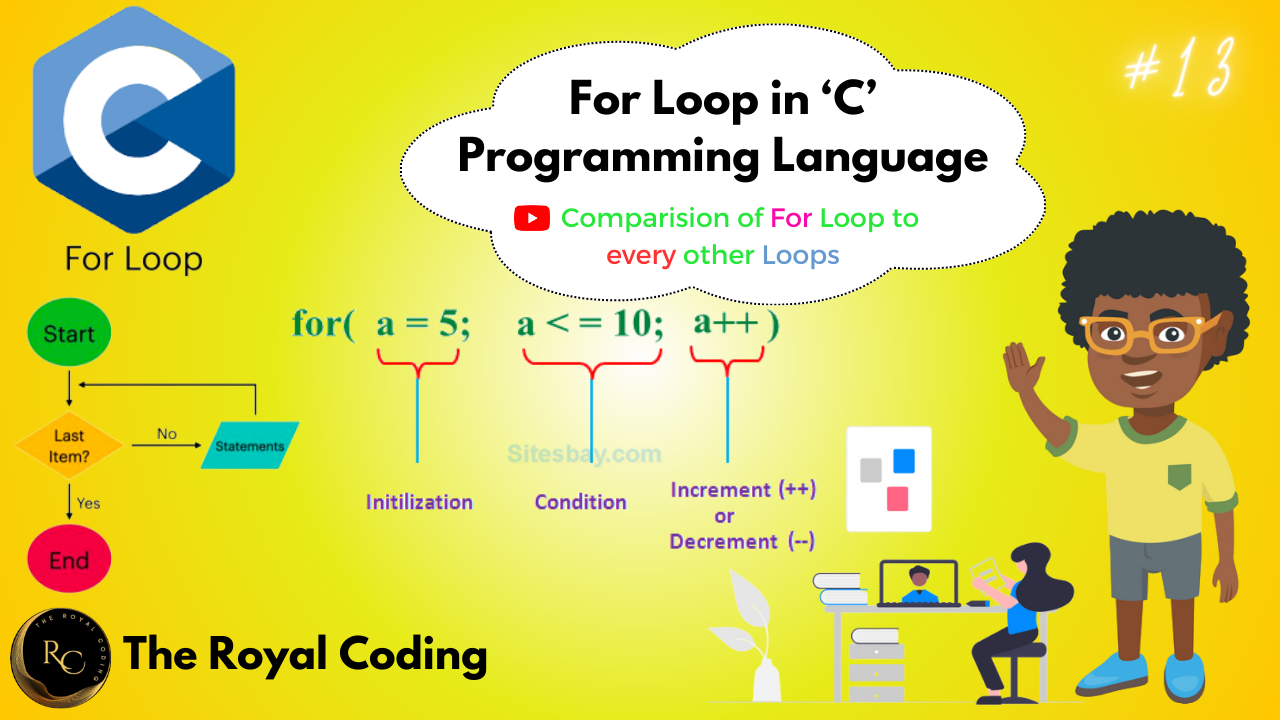 #13
C
For Loop
For Loop in ‘C’
Programming Language
Comparision of For Loop to
every other Loops
for( a = 5; a < = 10; a++ )
Sitesbay.com
Initilization
Condition
Increment (++)
or
Decrement (--)
Start
Last
Item?
No
Statements
Yes
End
THE ROYAL CODING
RC
The Royal Coding